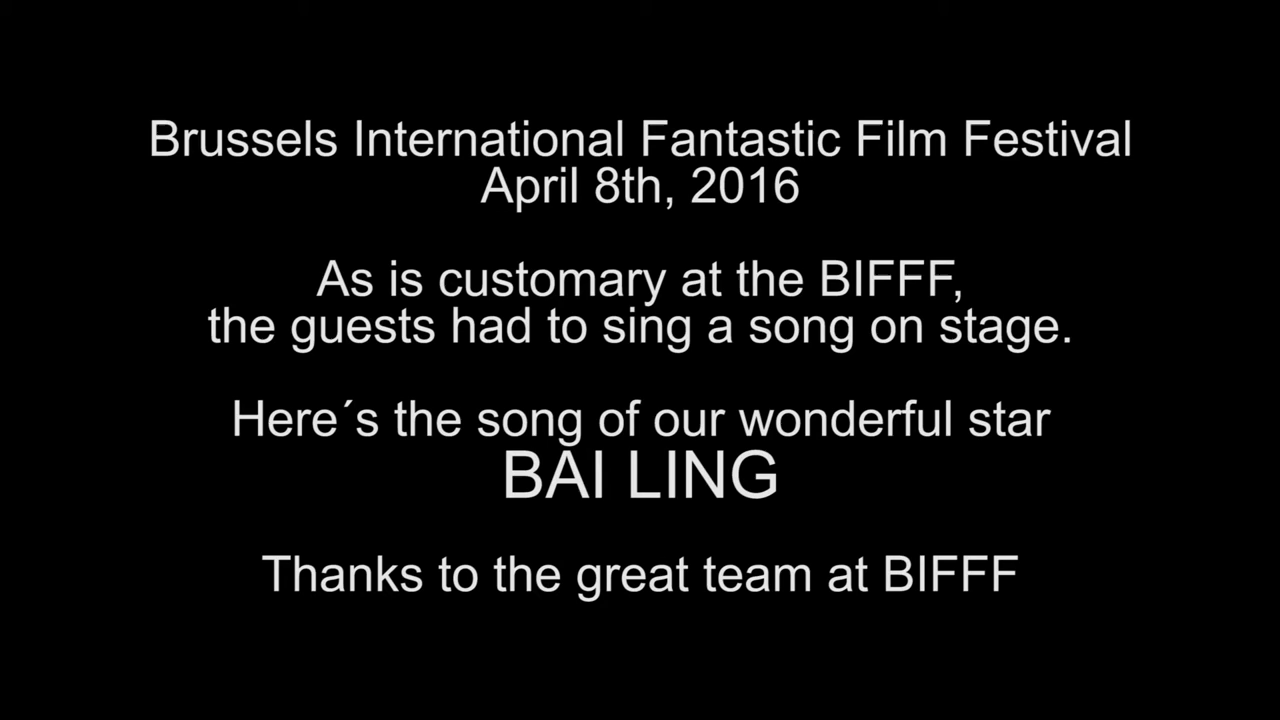 Brussels International Fantastic Film Festival
April 8th, 2016
As is customary at the BIFFF,
the guests had to sing a song on stage.
Here´s the song of our wonderful star
BAI LING
Thanks to the great team at BIFFF